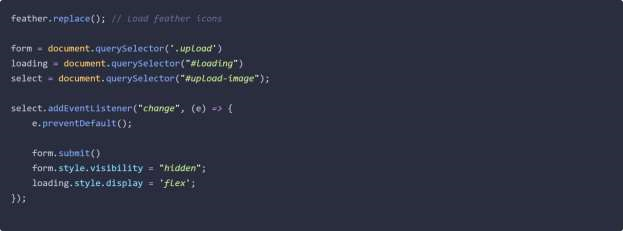 feather.replace(); // Load feather icons
form = document.querySelector('.upload')
loading = document.querySelector("#loading")
select = document.querySelector("#upload-image");
select.addEventListener("change", (e) => {
e.preventDefault();
form.submit()
form.style.visibility = "hidden";
loading.style.display = 'flex';
});